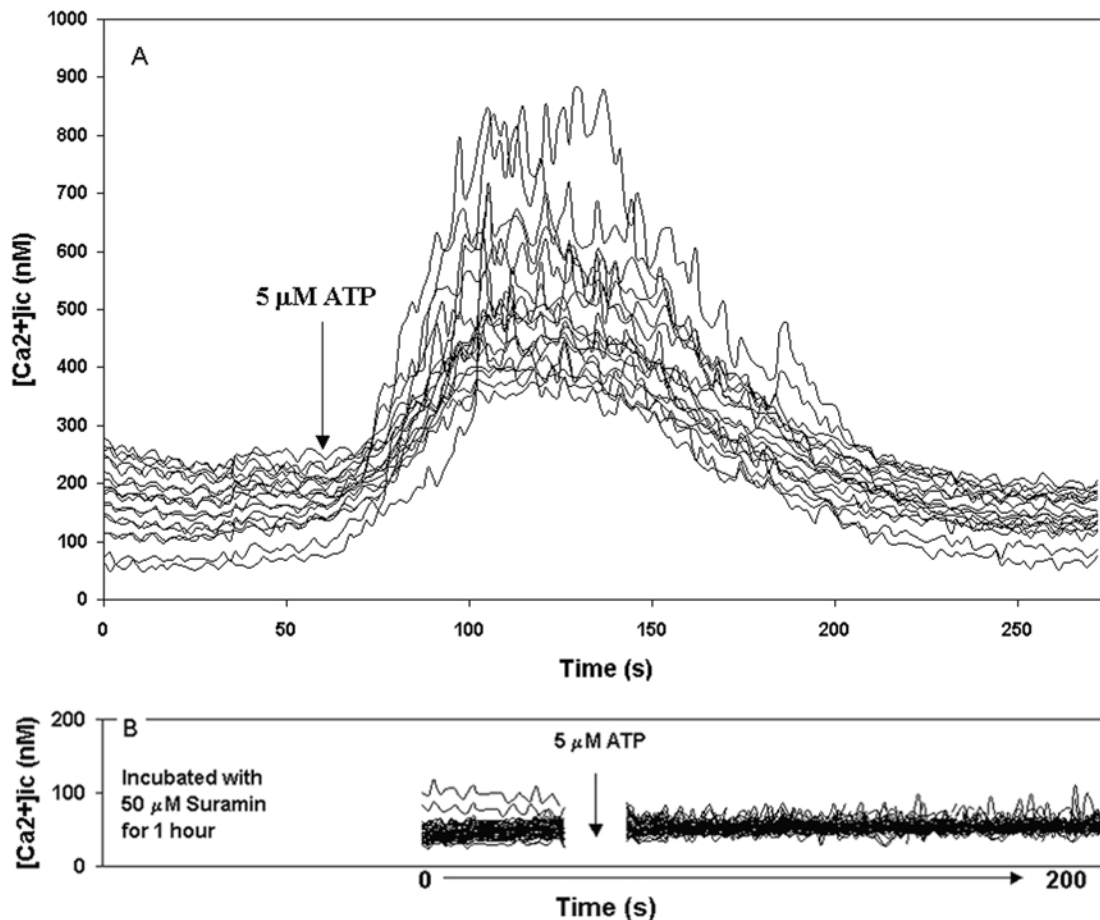 A
1000
900
800
700
600
500
400
300
200
100
0
[Ca2+]ic (nM)
5 μM ATP
0 50 100 150 200 250
Time (s)
B
200
100
0
[Ca2+]ic (nM)
Incubated with
50 μM Suramin
for 1 hour
5 μM ATP
0 200
Time (s)